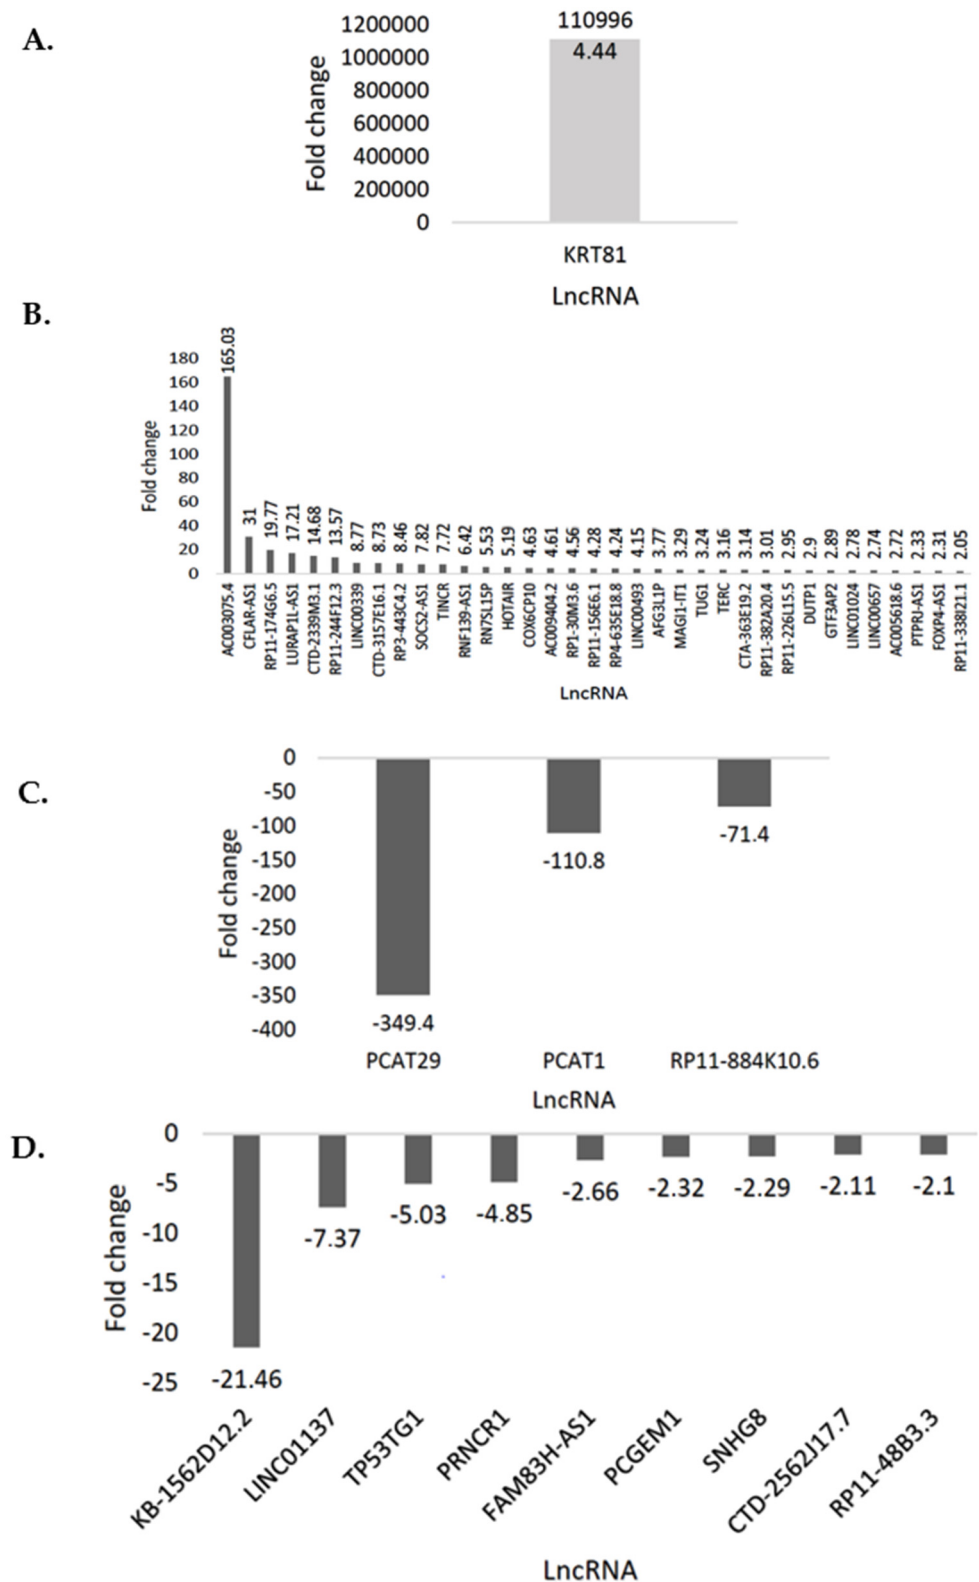 A.
1200000
1000000
800000
600000
400000
200000
0
Fold change
110996
4.44
KRT81
LncRNA
B.
180
160
140
120
100
80
60
40
20
0
Fold change
165.03
31
19.77
17.21
14.68
13.57
8.77
8.73
8.46
7.82
7.72
6.42
5.53
5.19
4.63
4.61
4.56
4.28
4.24
4.15
3.77
3.29
3.24
3.16
3.14
3.01
2.95
2.9
2.89
2.78
2.74
2.72
2.33
2.31
2.05
AC003075.4
CFLAR-AS1
RP11-174G6.5
LURAP1L-AS1
CTD-2339M3.1
RP11-244F12.3
LINC00339
CTD-3157E16.1
RP3-443C4.2
SOCS2-AS1
TINCR
RNF139-AS1
RN7SL15P
HOTAIR
COX6CP10
AC009404.2
RP1-30M3.6
RP11-156E6.1
RP4-635E18.8
LINC00493
AFG3L1P
MAGI1-IT1
TUG1
TERC
CTA-363E19.2
RP11-382A20.4
RP11-226L15.5
DUTP1
GTF3AP2
LINC01024
LINC00657
AC005618.6
PTPRJ-AS1
FOXP4-AS1
RP11-338I21.1
LncRNA
C.
0
-50
-100
-150
-200
-250
-300
-350
-400
Fold change
-349.4
-110.8
-71.4
PCAT29
PCAT1
RP11-884K10.6
LncRNA
D.
0
-5
-10
-15
-20
-25
Fold change
-21.46
-7.37
-5.03
-4.85
-2.66
-2.32
-2.29
-2.11
-2.1
KB-1562D12.2
LINC01137
TP53TG1
PRNCR1
FAM83H-AS1
PCGEM1
SNHG8
CTD-2562J17.7
RP11-48B3.3
LncRNA